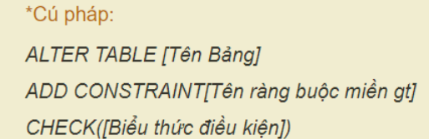 *Cú pháp:
ALTER TABLE [Tên Bảng]
ADD CONSTRAINT[Tên ràng buộc miền gt]
CHECK([Biểu thức điều kiện])